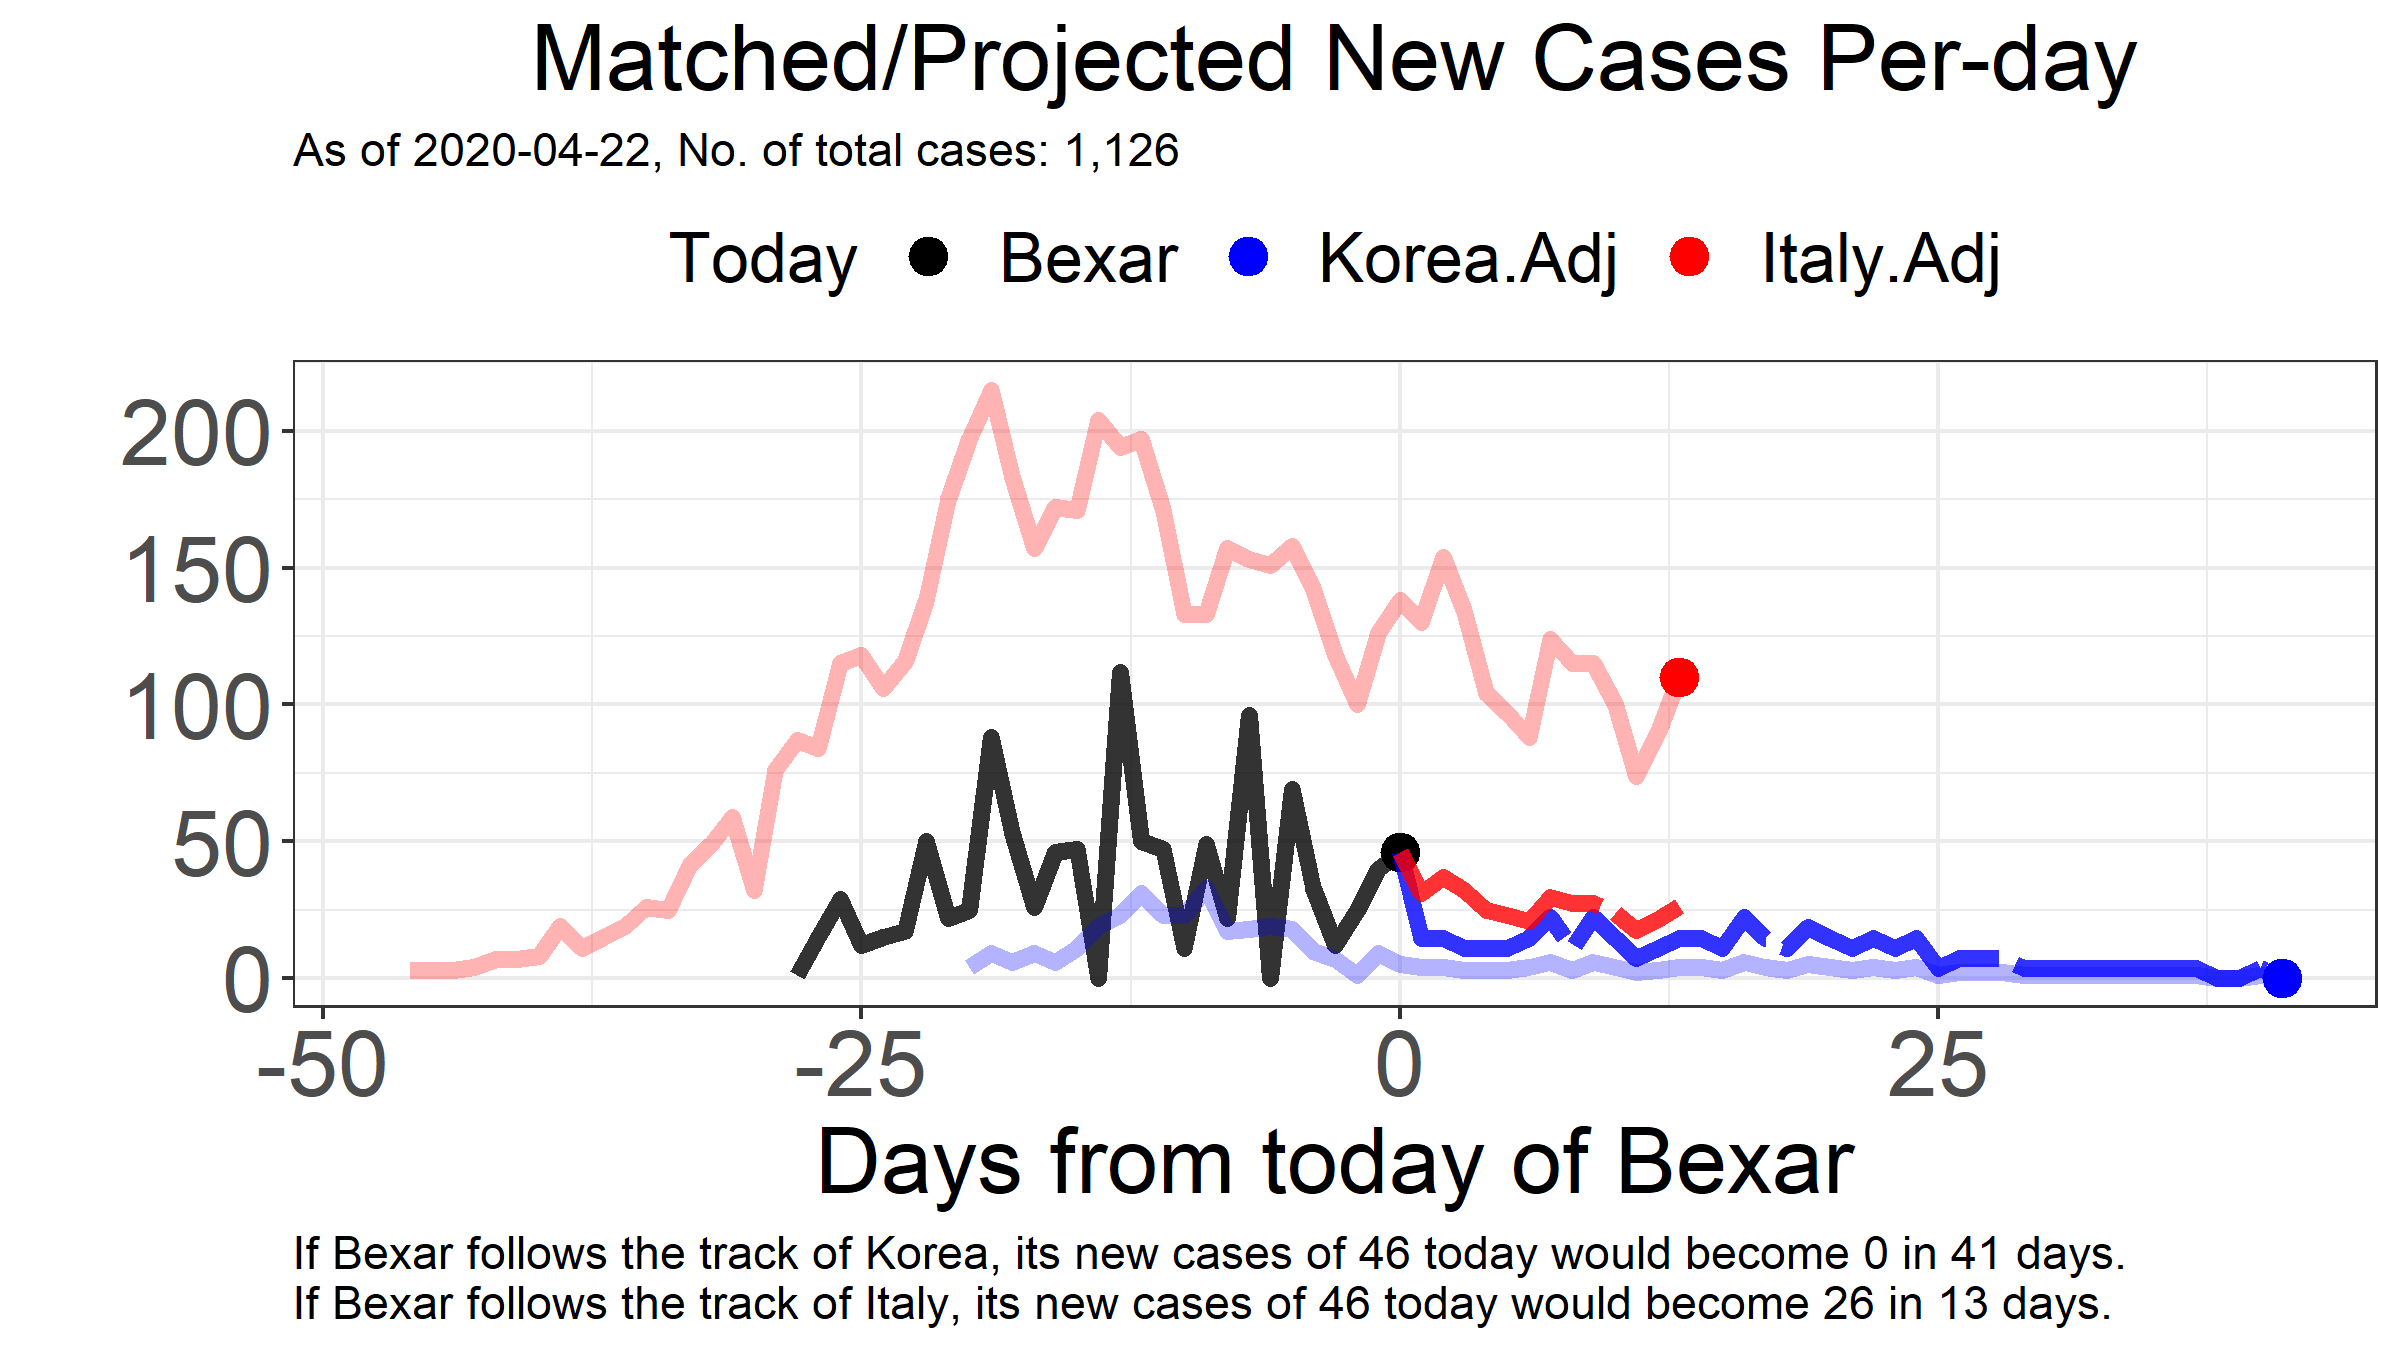 Matched/Projected New Cases Per-day
As of 2020-04-22, No. of total cases: 1,126
Today Bexar Korea.Adj Italy.Adj
200
150
100
50
0
-50 -25 0 25
Days from today of Bexar
If Bexar follows the track of Korea, its new cases of 46 today would become 0 in 41 days.
If Bexar follows the track of Italy, its new cases of 46 today would become 26 in 13 days.